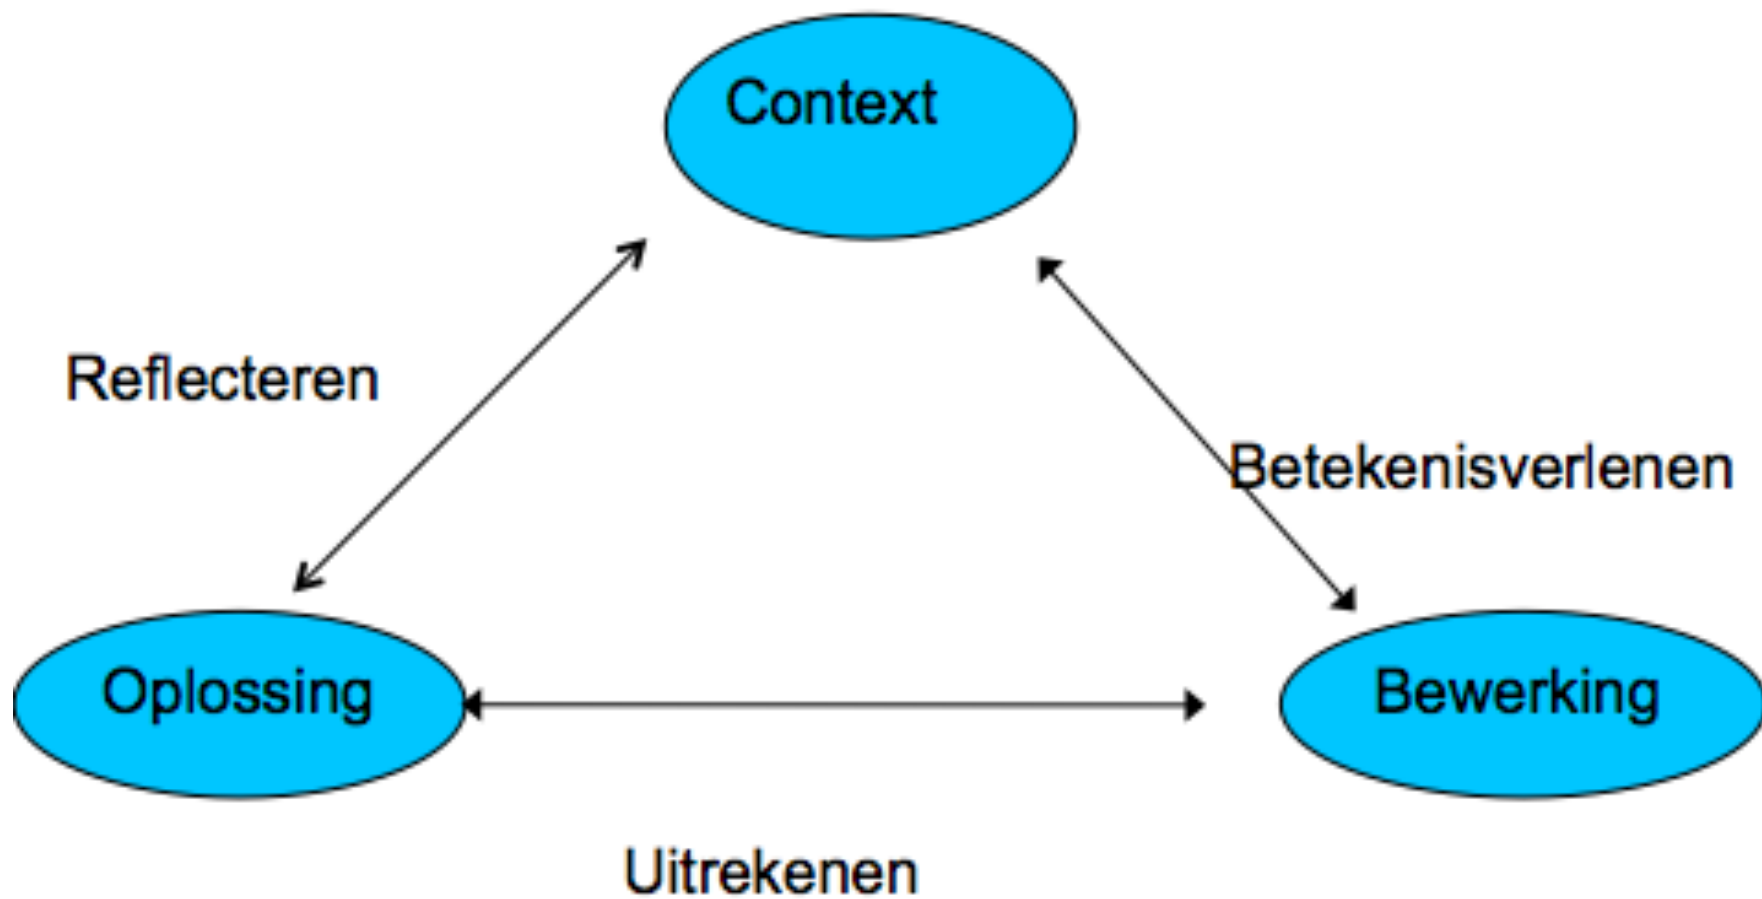 Context
Reflecteren
Betekenisverlenen
Oplossing
Bewerking
Uitrekenen